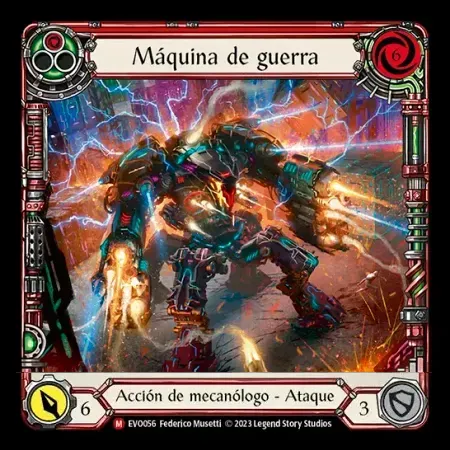 Máquina de guerra
6
6
Acción de mecanólogo - Ataque
3
M EVO056 Federico Musetti © 2023 Legend Story Studios